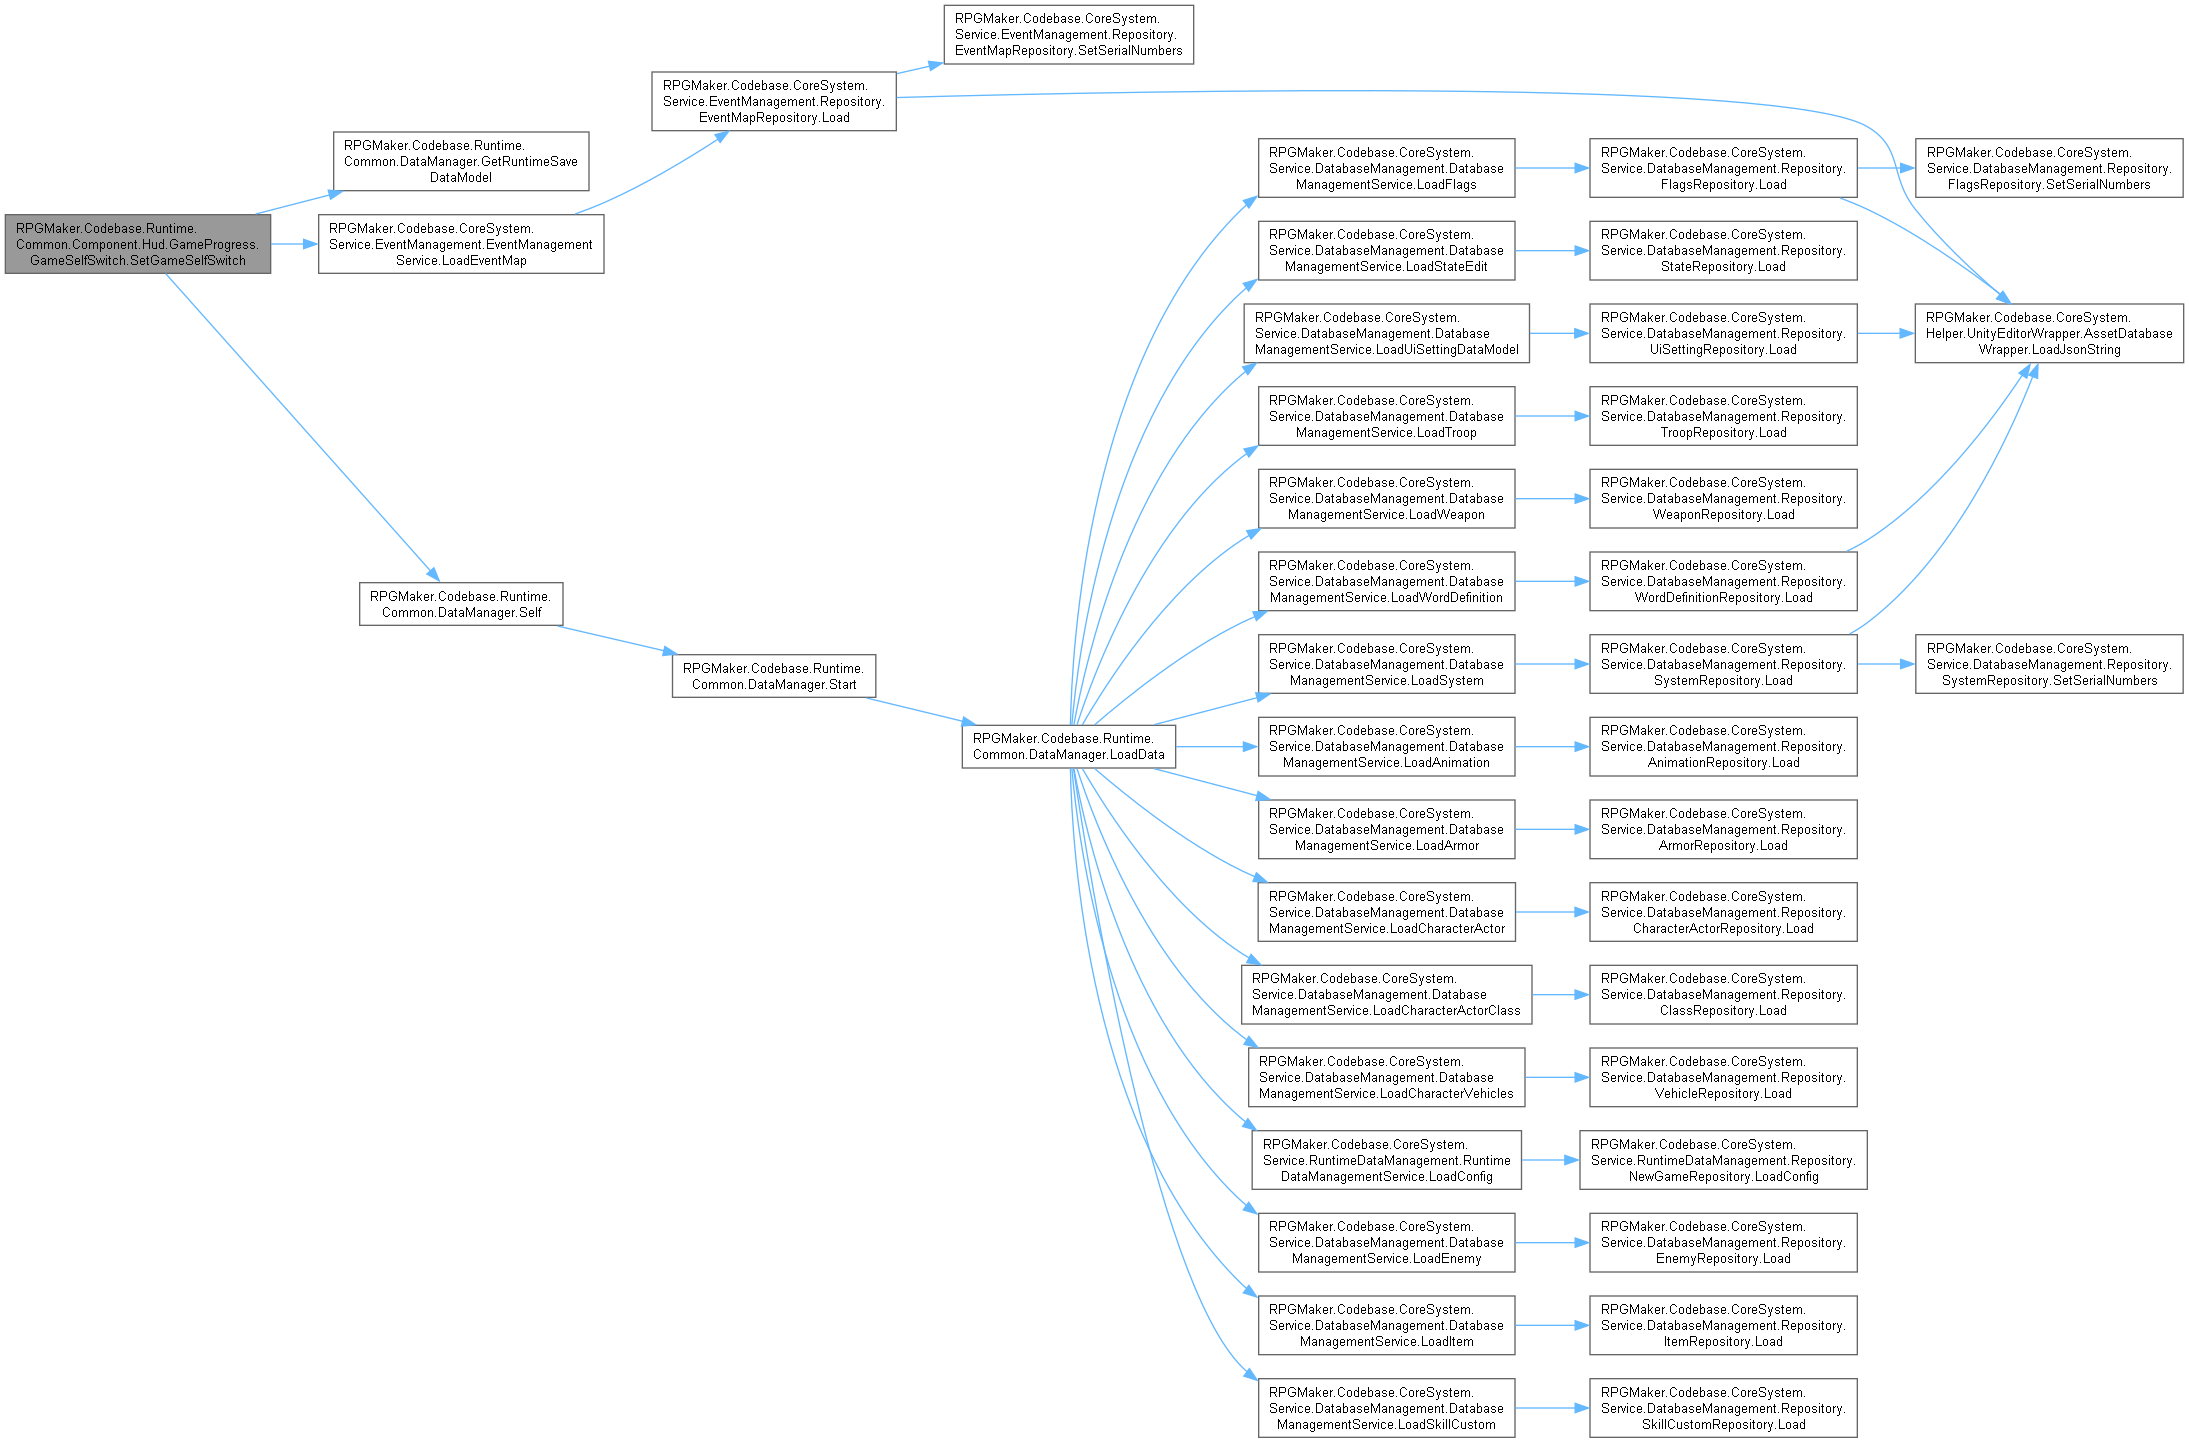 RPGMaker.Codebase.CoreSystem.
Service.EventManagement.Repository.
EventMapRepository.SetSerialNumbers
RPGMaker.Codebase.CoreSystem.
Service.EventManagement.Repository.
EventMapRepository.Load
RPGMaker.Codebase.Runtime.
Common.DataManager.GetRuntimeSave
DataModel
RPGMaker.Codebase.Runtime.
Common.Component.Hud.GameProgress.
GameSelfSwitch.SetGameSelfSwitch
RPGMaker.Codebase.CoreSystem.
Service.EventManagement.EventManagement
Service.LoadEventMap
RPGMaker.Codebase.Runtime.
Common.DataManager.Self
RPGMaker.Codebase.Runtime.
Common.DataManager.Start
RPGMaker.Codebase.Runtime.
Common.DataManager.LoadData
RPGMaker.Codebase.CoreSystem.
Service.DatabaseManagement.Database
ManagementService.LoadFlags
RPGMaker.Codebase.CoreSystem.
Service.DatabaseManagement.Repository.
FlagsRepository.Load
RPGMaker.Codebase.CoreSystem.
Service.DatabaseManagement.Repository.
FlagsRepository.SetSerialNumbers
RPGMaker.Codebase.CoreSystem.
Service.DatabaseManagement.Database
ManagementService.LoadStateEdit
RPGMaker.Codebase.CoreSystem.
Service.DatabaseManagement.Repository.
StateRepository.Load
RPGMaker.Codebase.CoreSystem.
Service.DatabaseManagement.Database
ManagementService.LoadUiSettingDataModel
RPGMaker.Codebase.CoreSystem.
Service.DatabaseManagement.Repository.
UiSettingRepository.Load
RPGMaker.Codebase.CoreSystem.
Helper.UnityEditorWrapper.AssetDatabase
Wrapper.LoadJsonString
RPGMaker.Codebase.CoreSystem.
Service.DatabaseManagement.Database
ManagementService.LoadTroop
RPGMaker.Codebase.CoreSystem.
Service.DatabaseManagement.Repository.
TroopRepository.Load
RPGMaker.Codebase.CoreSystem.
Service.DatabaseManagement.Database
ManagementService.LoadWeapon
RPGMaker.Codebase.CoreSystem.
Service.DatabaseManagement.Repository.
WeaponRepository.Load
RPGMaker.Codebase.CoreSystem.
Service.DatabaseManagement.Database
ManagementService.LoadWordDefinition
RPGMaker.Codebase.CoreSystem.
Service.DatabaseManagement.Repository.
WordDefinitionRepository.Load
RPGMaker.Codebase.CoreSystem.
Service.DatabaseManagement.Database
ManagementService.LoadSystem
RPGMaker.Codebase.CoreSystem.
Service.DatabaseManagement.Repository.
SystemRepository.Load
RPGMaker.Codebase.CoreSystem.
Service.DatabaseManagement.Repository.
SystemRepository.SetSerialNumbers
RPGMaker.Codebase.CoreSystem.
Service.DatabaseManagement.Database
ManagementService.LoadAnimation
RPGMaker.Codebase.CoreSystem.
Service.DatabaseManagement.Repository.
AnimationRepository.Load
RPGMaker.Codebase.CoreSystem.
Service.DatabaseManagement.Database
ManagementService.LoadArmor
RPGMaker.Codebase.CoreSystem.
Service.DatabaseManagement.Repository.
ArmorRepository.Load
RPGMaker.Codebase.CoreSystem.
Service.DatabaseManagement.Database
ManagementService.LoadCharacterActor
RPGMaker.Codebase.CoreSystem.
Service.DatabaseManagement.Repository.
CharacterActorRepository.Load
RPGMaker.Codebase.CoreSystem.
Service.DatabaseManagement.Database
ManagementService.LoadCharacterActorClass
RPGMaker.Codebase.CoreSystem.
Service.DatabaseManagement.Repository.
ClassRepository.Load
RPGMaker.Codebase.CoreSystem.
Service.DatabaseManagement.Database
ManagementService.LoadCharacterVehicles
RPGMaker.Codebase.CoreSystem.
Service.DatabaseManagement.Repository.
VehicleRepository.Load
RPGMaker.Codebase.CoreSystem.
Service.RuntimeDataManagement.Runtime
DataManagementService.LoadConfig
RPGMaker.Codebase.CoreSystem.
Service.RuntimeDataManagement.Repository.
NewGameRepository.LoadConfig
RPGMaker.Codebase.CoreSystem.
Service.DatabaseManagement.Database
ManagementService.LoadEnemy
RPGMaker.Codebase.CoreSystem.
Service.DatabaseManagement.Repository.
EnemyRepository.Load
RPGMaker.Codebase.CoreSystem.
Service.DatabaseManagement.Database
ManagementService.LoadItem
RPGMaker.Codebase.CoreSystem.
Service.DatabaseManagement.Repository.
ItemRepository.Load
RPGMaker.Codebase.CoreSystem.
Service.DatabaseManagement.Database
ManagementService.LoadSkillCustom
RPGMaker.Codebase.CoreSystem.
Service.DatabaseManagement.Repository.
SkillCustomRepository.Load